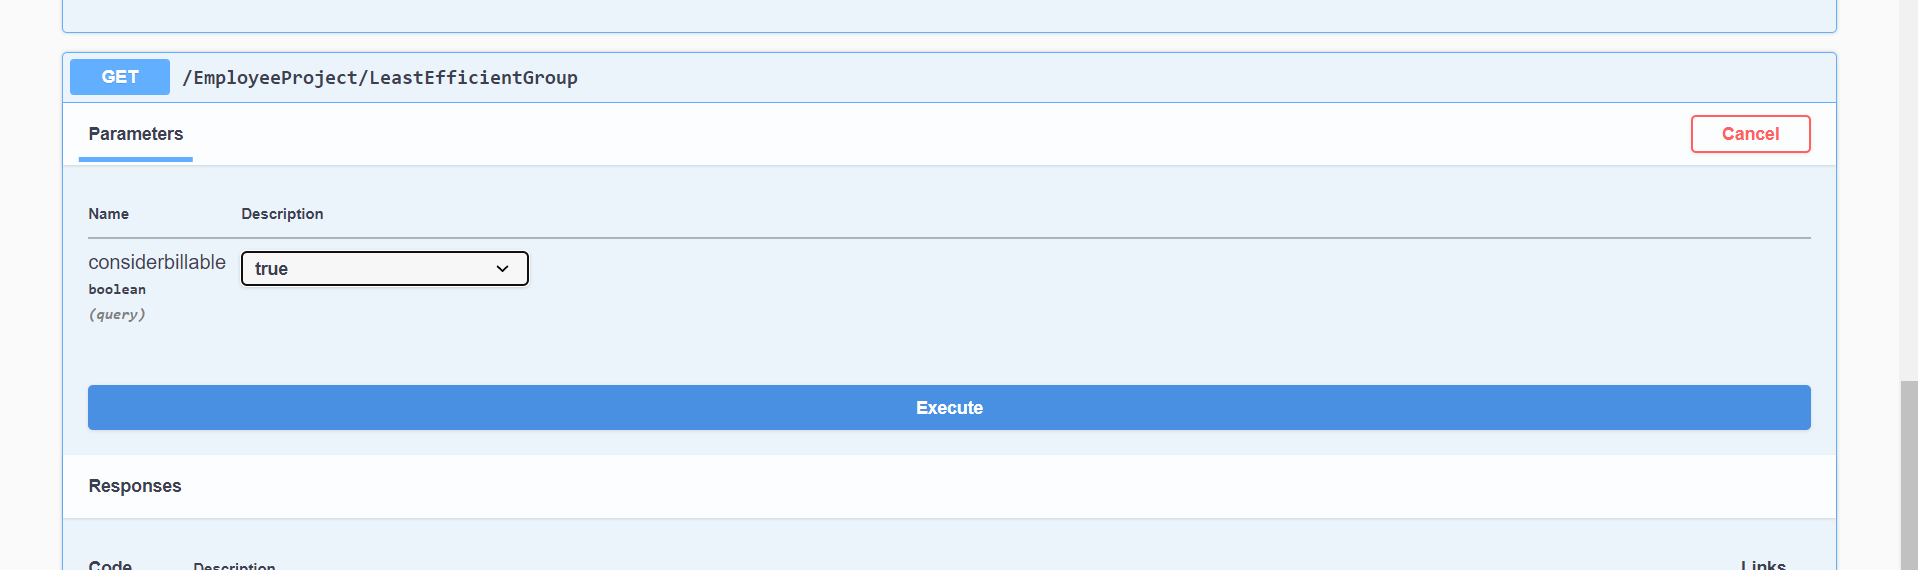 GET /EmployeeProject/LeastEfficientGroup
Parameters
Cancel
Name Description
considerbillable
true
boolean
(query)
Execute
Responses
Code Description Links